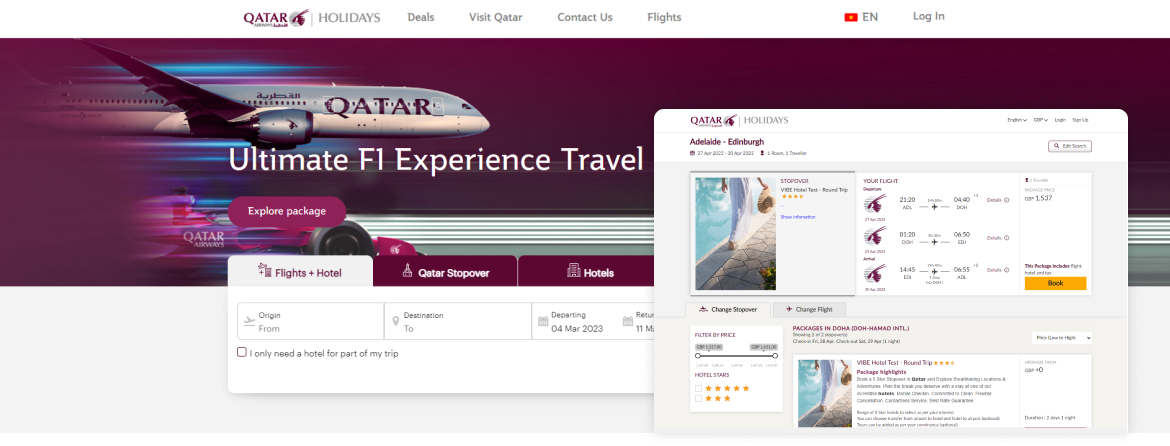 QATAR AIRWAYS القطرية HOLIDAYS
Deals
Visit Qatar
Contact Us
Flights
EN
Log In
القطرية
QATAR
Ultimate F1 Experience Travel
Explore package
QATAR
AIRWAYS
Flights + Hotel
Qatar Stopover
Hotels
Origin
From
Destination
To
Departing
04 Mar 2023
Retur
11 M
I only need a hotel for part of my trip
QATAR AIRWAYS HOLIDAYS
English
GBP
Login
Sign Up
Adelaide - Edinburgh
27 Apr 2023 - 30 Apr 2023 1 Room, 1 Traveller
Edit Search
STOPOVER
VIBE Hotel Test - Round Trip
Show information
YOUR FLIGHT
Departure
21:20 04:40 +1
ADL DOH
Details
27 Apr 2023
01:20 06:50
DOH EDI
Details
29 Apr 2023
Arrival
14:45 06:55 +2
EDI 1 Stop ADL
(via DOH)
Details
30 Apr 2023
1 Traveller
PACKAGE PRICE
GBP 1,537
This Package includes flight,
hotel and tax
Book
Change Stopover
Change Flight
FILTER BY PRICE
HOTEL STARS
PACKAGES IN DOHA (DOH-HAMAD INTL.)
Showing 2 of 2 stopover(s)
Check-in Fri, 28 Apr. Check-out Sat, 29 Apr (1 night)
Price (Low to High)
VIBE Hotel Test - Round Trip
Package highlights
Book a 5 Star Stopover in Qatar and Explore Breathtaking Locations &
Adventures. Plan the break you deserve with a stay at one of our
incredible hotels. Mobile Checkin. Committed to Clean. Flexible
Cancellation. Contactless Service. Best Rate Guarantee.
Range of 5 Star hotels to select as per your interest
You can choose transfer from airport to hotel and hotel to airport (optional)
Tours can be added as per your convinience (optional)
UPGRADE FROM
GBP +0
Duration : 2 days 1 night